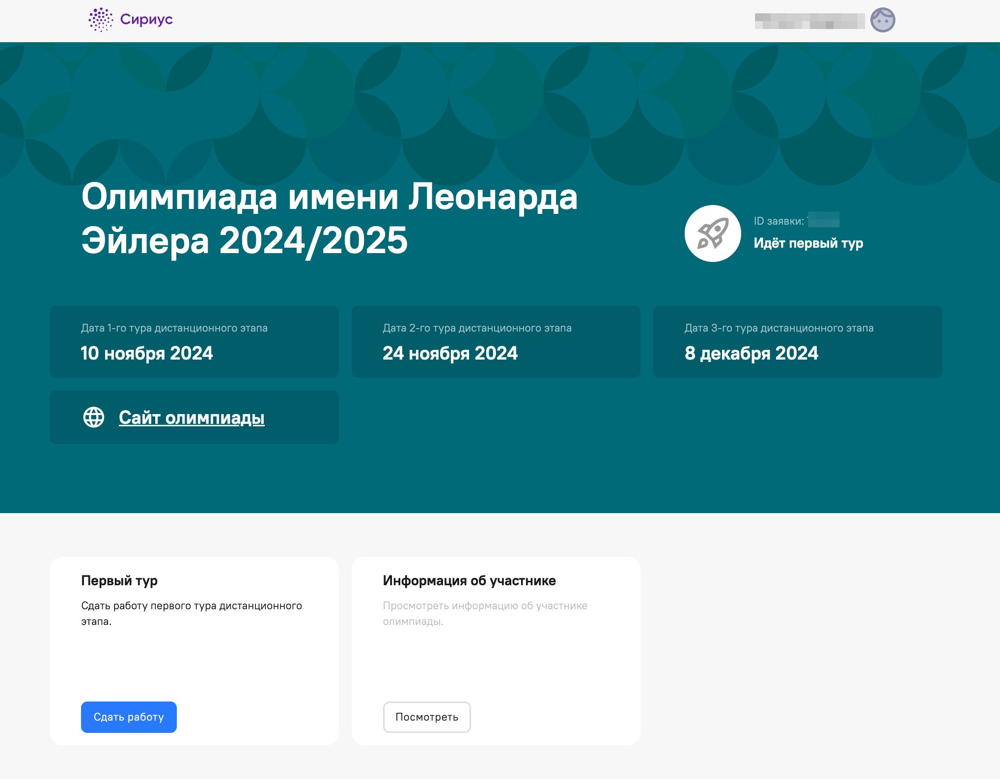 Сириус
Олимпиада имени Леонарда
Эйлера 2024/2025
ID заявки:
Идёт первый тур
Дата 1-го тура дистанционного этапа
10 ноября 2024
Дата 2-го тура дистанционного этапа
24 ноября 2024
Дата 3-го тура дистанционного этапа
8 декабря 2024
Сайт олимпиады
Первый тур
Сдать работу первого тура дистанционного
этапа.
Сдать работу
Информация об участнике
Просмотреть информацию об участнике
олимпиады.
Посмотреть